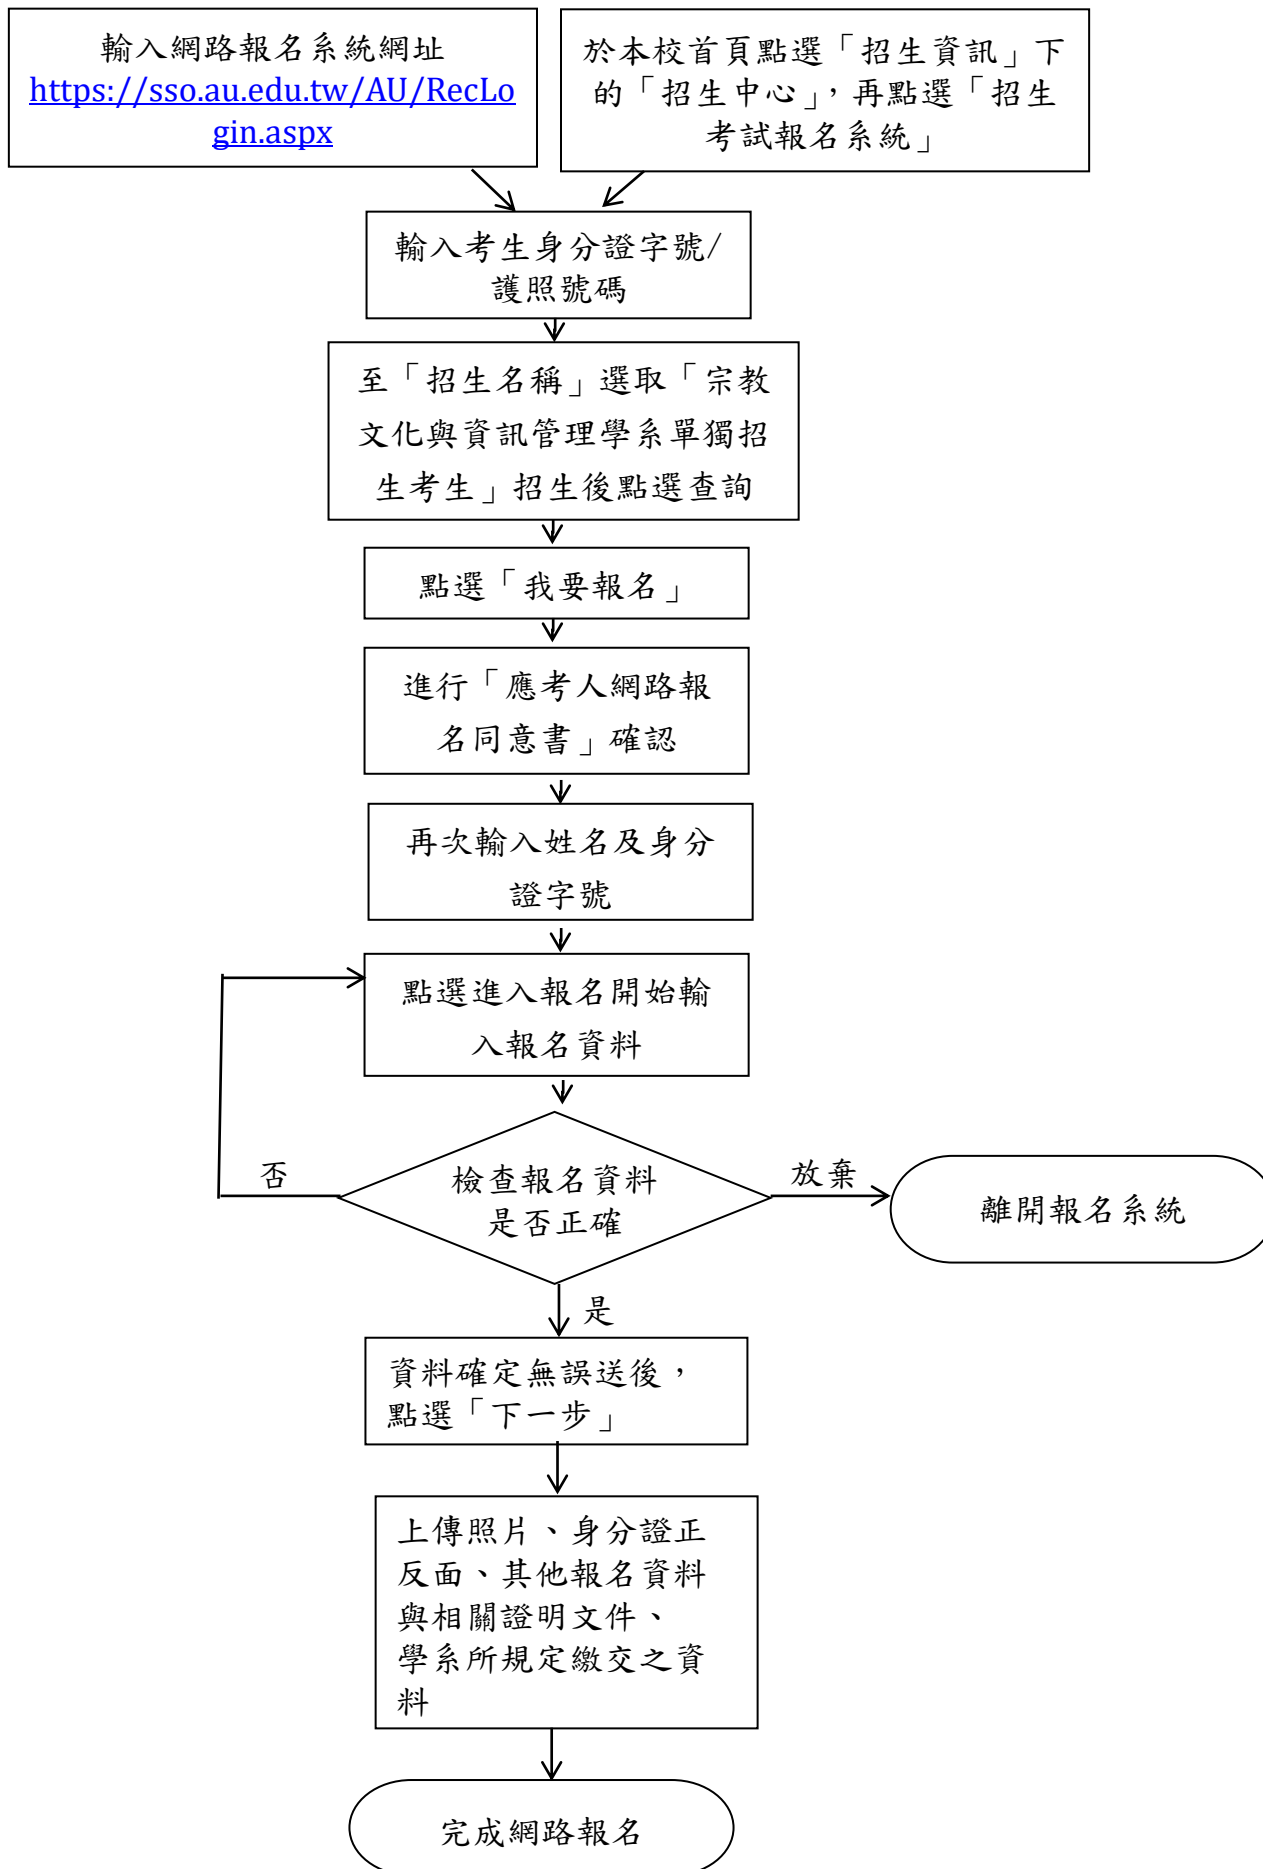 輸入網路報名系統網址
https://sso.au.edu.tw/AU/RecLo
gin.aspx
於本校首頁點選「招生資訊」下
的「招生中心」，再點選「招生
考試報名系統」
輸入考生身分證字號/
護照號碼
至「招生名稱」選取「宗教
文化與資訊管理學系單獨招
生考生」招生後點選查詢
點選「我要報名」
進行「應考人網路報
名同意書」確認
再次輸入姓名及身分
證字號
點選進入報名開始輸
入報名資料
否
檢查報名資料
是否正確
放棄
離開報名系統
是
資料確定無誤送後，
點選「下一步」
上傳照片、身分證正
反面、其他報名資料
與相關證明文件、
學系所規定繳交之資
料
完成網路報名